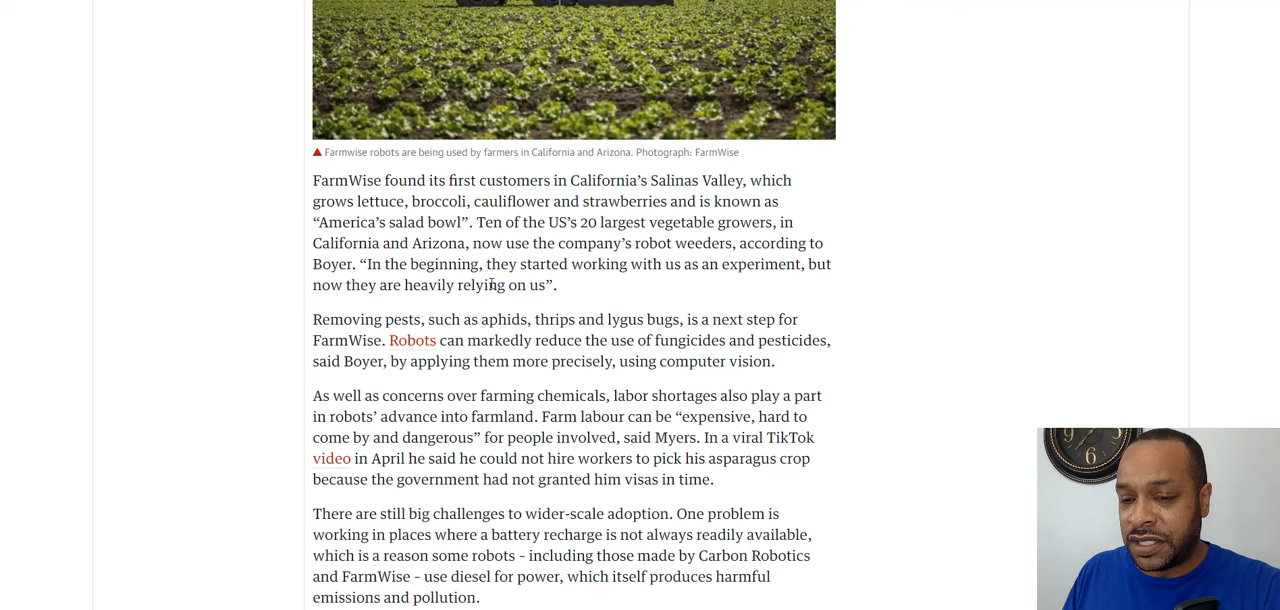 Farmwise robots are being used by farmers in California and Arizona. Photograph: FarmWise
FarmWise found its first customers in California’s Salinas Valley, which
grows lettuce, broccoli, cauliflower and strawberries and is known as
“America’s salad bowl”. Ten of the US’s 20 largest vegetable growers, in
California and Arizona, now use the company’s robot weeders, according to
Boyer. “In the beginning, they started working with us as an experiment, but
now they are heavily relying on us”.
Removing pests, such as aphids, thrips and lygus bugs, is a next step for
FarmWise. Robots can markedly reduce the use of fungicides and pesticides,
said Boyer, by applying them more precisely, using computer vision.
As well as concerns over farming chemicals, labor shortages also play a part
in robots’ advance into farmland. Farm labour can be “expensive, hard to
come by and dangerous” for people involved, said Myers. In a viral TikTok
video in April he said he could not hire workers to pick his asparagus crop
because the government had not granted him visas in time.
There are still big challenges to wider-scale adoption. One problem is
working in places where a battery recharge is not always readily available,
which is a reason some robots – including those made by Carbon Robotics
and FarmWise – use diesel for power, which itself produces harmful
emissions and pollution.
9
6